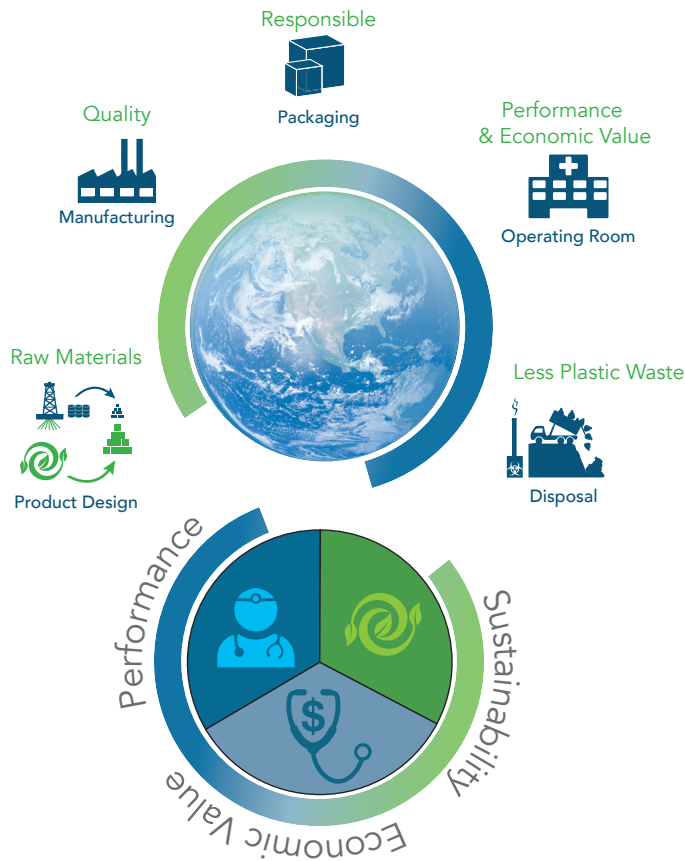 Responsible
Packaging
Quality
Manufacturing
Performance
& Economic Value
Operating Room
Raw Materials
Product Design
Less Plastic Waste
Disposal
Performance
Sustainability
Economic Value
$